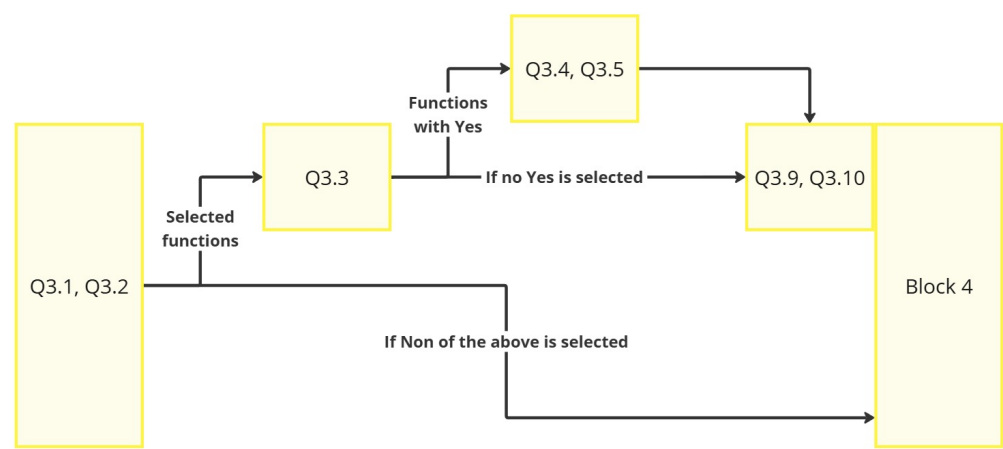 Q3.4, Q3.5
Functions
with Yes
Q3.3
If no Yes is selected
Q3.9, Q3.10
Selected
functions
Q3.1, Q3.2
Block 4
If Non of the above is selected